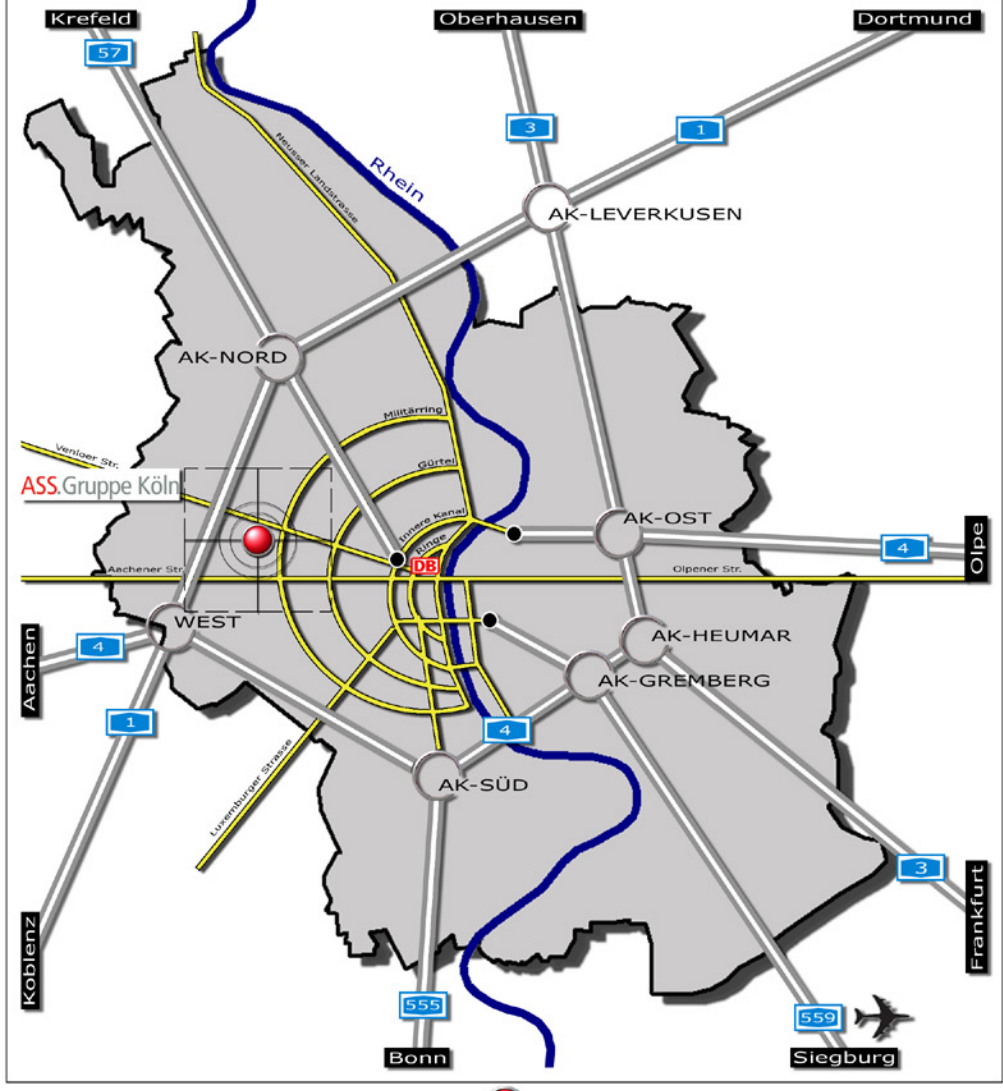 Krefeld
Oberhausen
Dortmund
57
3
1
Neusser Landstrasse
Rhein
AK-LEVERKUSEN
AK-NORD
Militärring
Venloer Str.
Gürtel
ASS.Gruppe Köln
Innere Kanal
AK-OST
Ringe
4
Olpe
DB
Aachener Str.
Olpener Str.
WEST
AK-HEUMAR
4
Aachen
AK-GREMBERG
1
4
Luxemburger Strasse
AK-SÜD
3
Frankfurt
Koblenz
555
559
Bonn
Siegburg